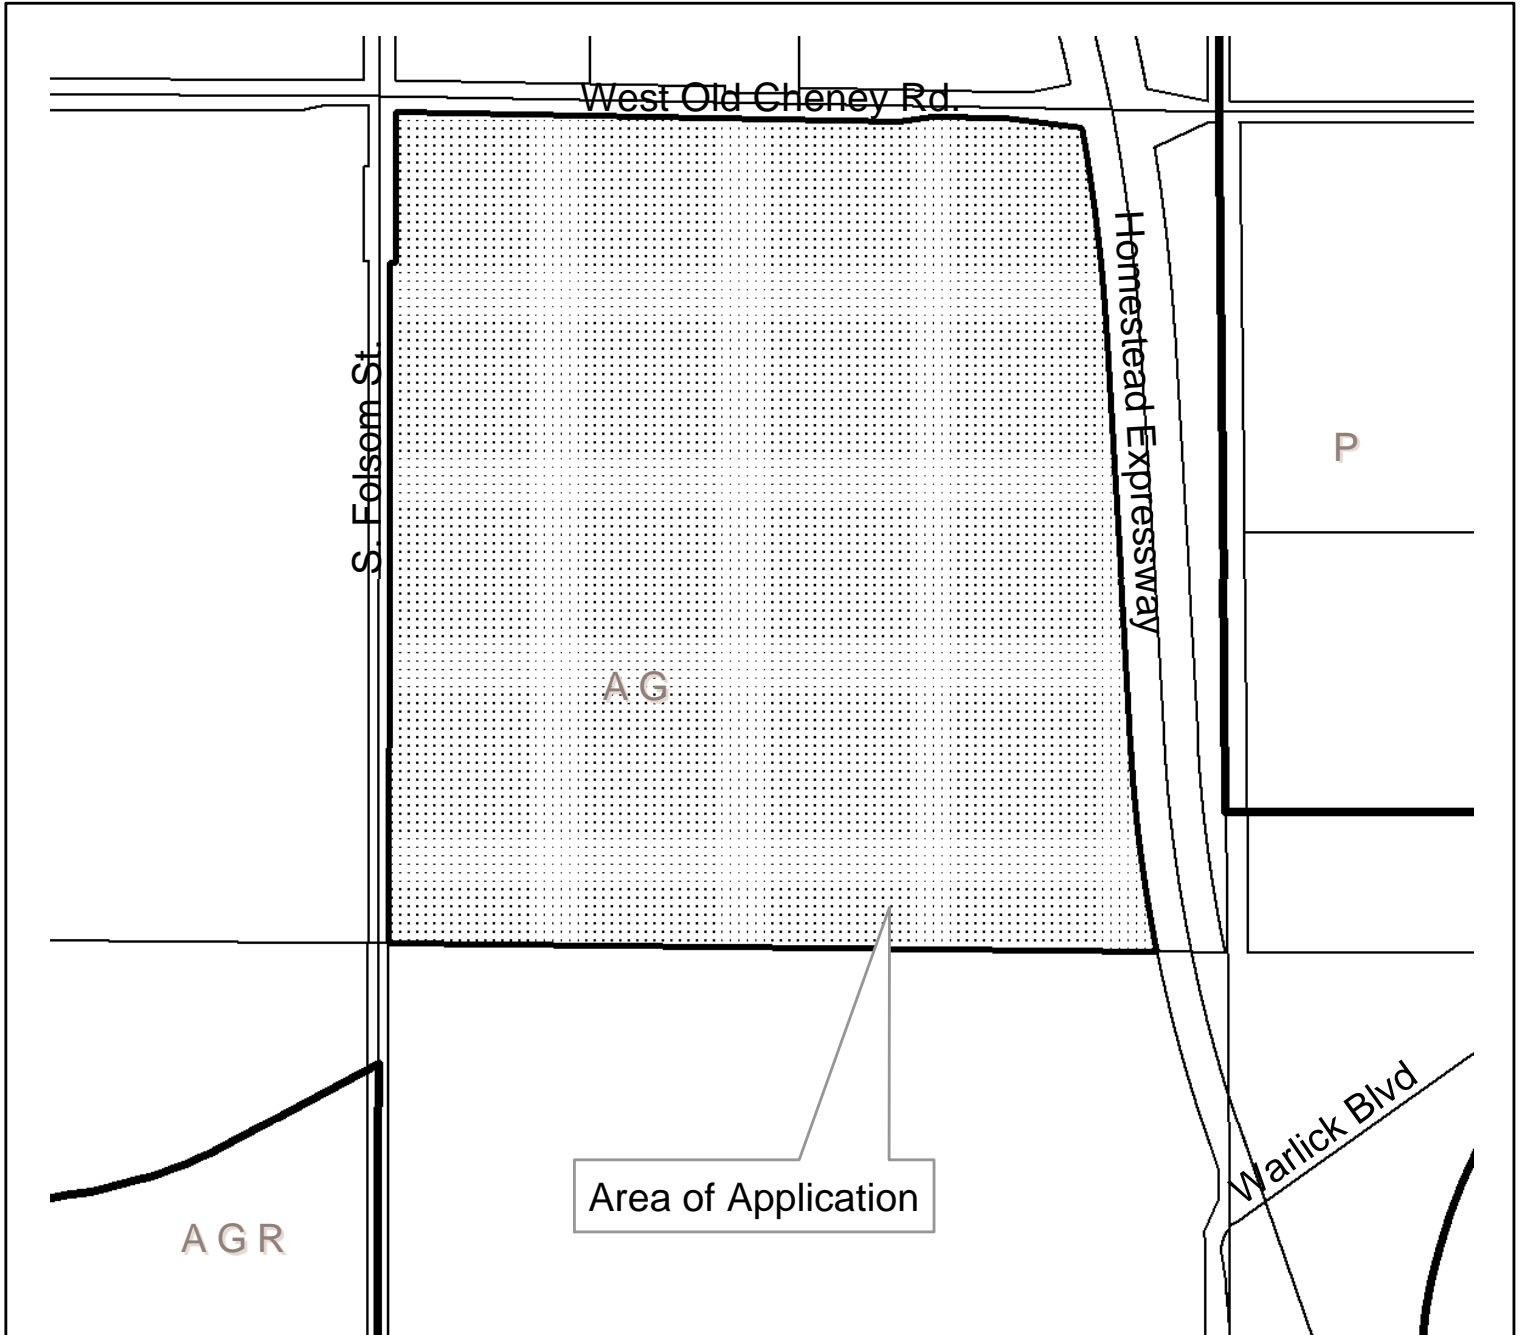 West Old Cheney Rd.
Homestead Expressway
S. Folsom St.
P
AG
Warlick Blvd
Area of Application
AGR